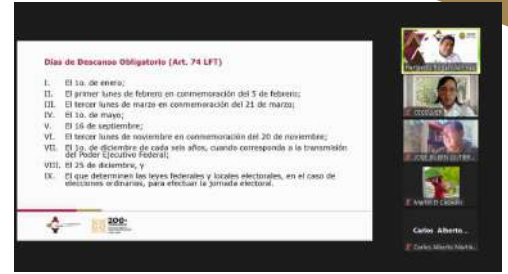 Días de Descanso Obligatorio (Art. 74 LFT)
I. El 1o. de enero;
II. El primer lunes de febrero en conmemoración del 5 de febrero;
III. El tercer lunes de marzo en conmemoración del 21 de marzo;
IV. El 1o. de mayo;
V. El 16 de septiembre;
VI. El tercer lunes de noviembre en conmemoración del 20 de noviembre;
VII. El 1o. de diciembre de cada seis años, cuando corresponda a la transmisión
del Poder Ejecutivo Federal;
VIII. El 25 de diciembre, y
IX. El que determinen las leyes federales y locales electorales, en el caso de
elecciones ordinarias, para efectuar la jornada electoral.
200
Carlos Alberto...